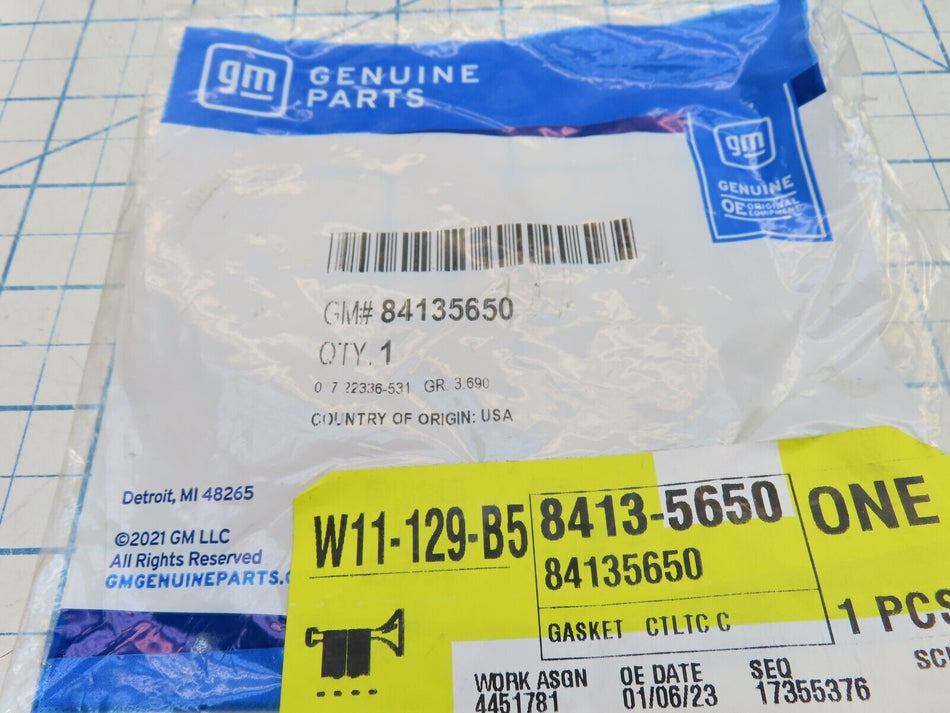 gm GENUINE
PARTS
gm
GENUINE
OE ORIGINAL
EQUIPMENT
GM# 84135650
QTY. 1
22336-531 GR. 3.690
COUNTRY OF ORIGIN: USA
Detroit, MI 48265
©2021 GM LLC
All Rights Reserved
GMGENUINEPARTS.
W11-129-B5
8413-5650
84135650
GASKET CTLTC C
ONE
1 PCS
WORK ASGN
4451781
OE DATE
01/06/23
SEQ
17355376